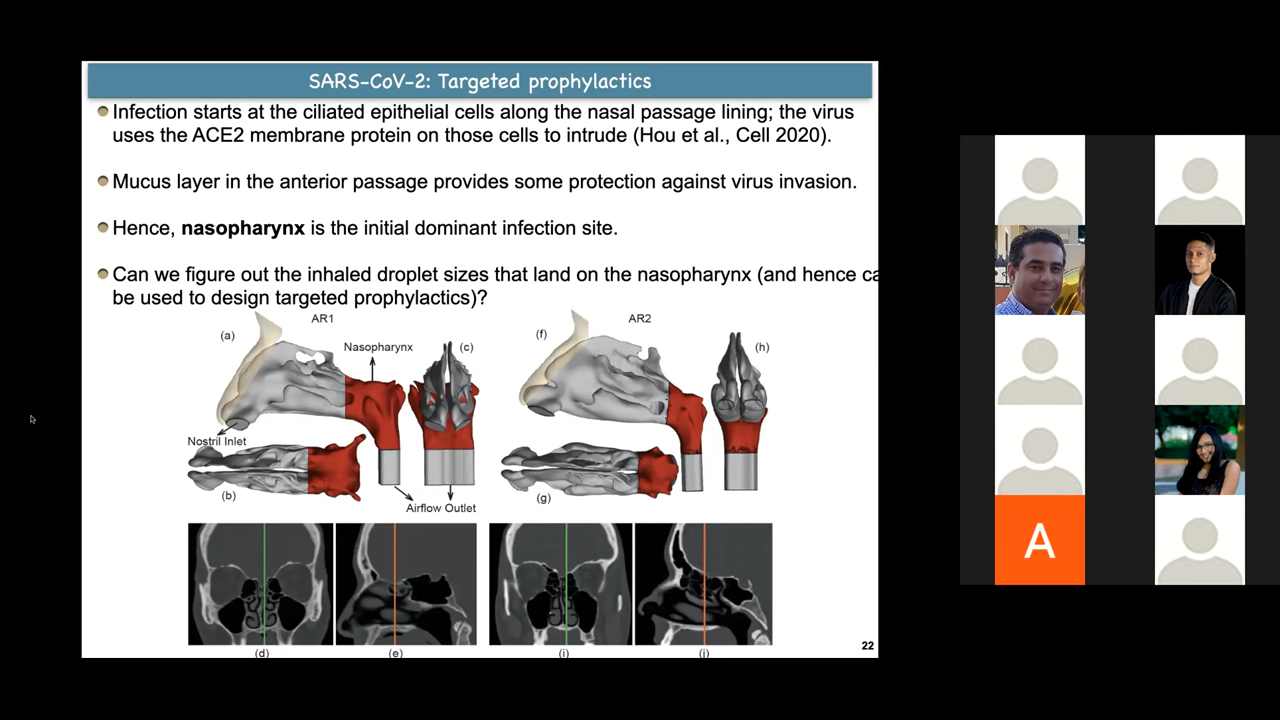 SARS-CoV-2: Targeted prophylactics
Infection starts at the ciliated epithelial cells along the nasal passage lining; the virus
uses the ACE2 membrane protein on those cells to intrude (Hou et al., Cell 2020).
Mucus layer in the anterior passage provides some protection against virus invasion.
Hence, nasopharynx is the initial dominant infection site.
Can we figure out the inhaled droplet sizes that land on the nasopharynx (and hence ca
be used to design targeted prophylactics)?
AR1
AR2
(a)
Nasopharynx
(c)
(f)
(h)
Nostril Inlet
(b)
(g)
Airflow Outlet
(d)
(e)
(i)
(j)
22
A